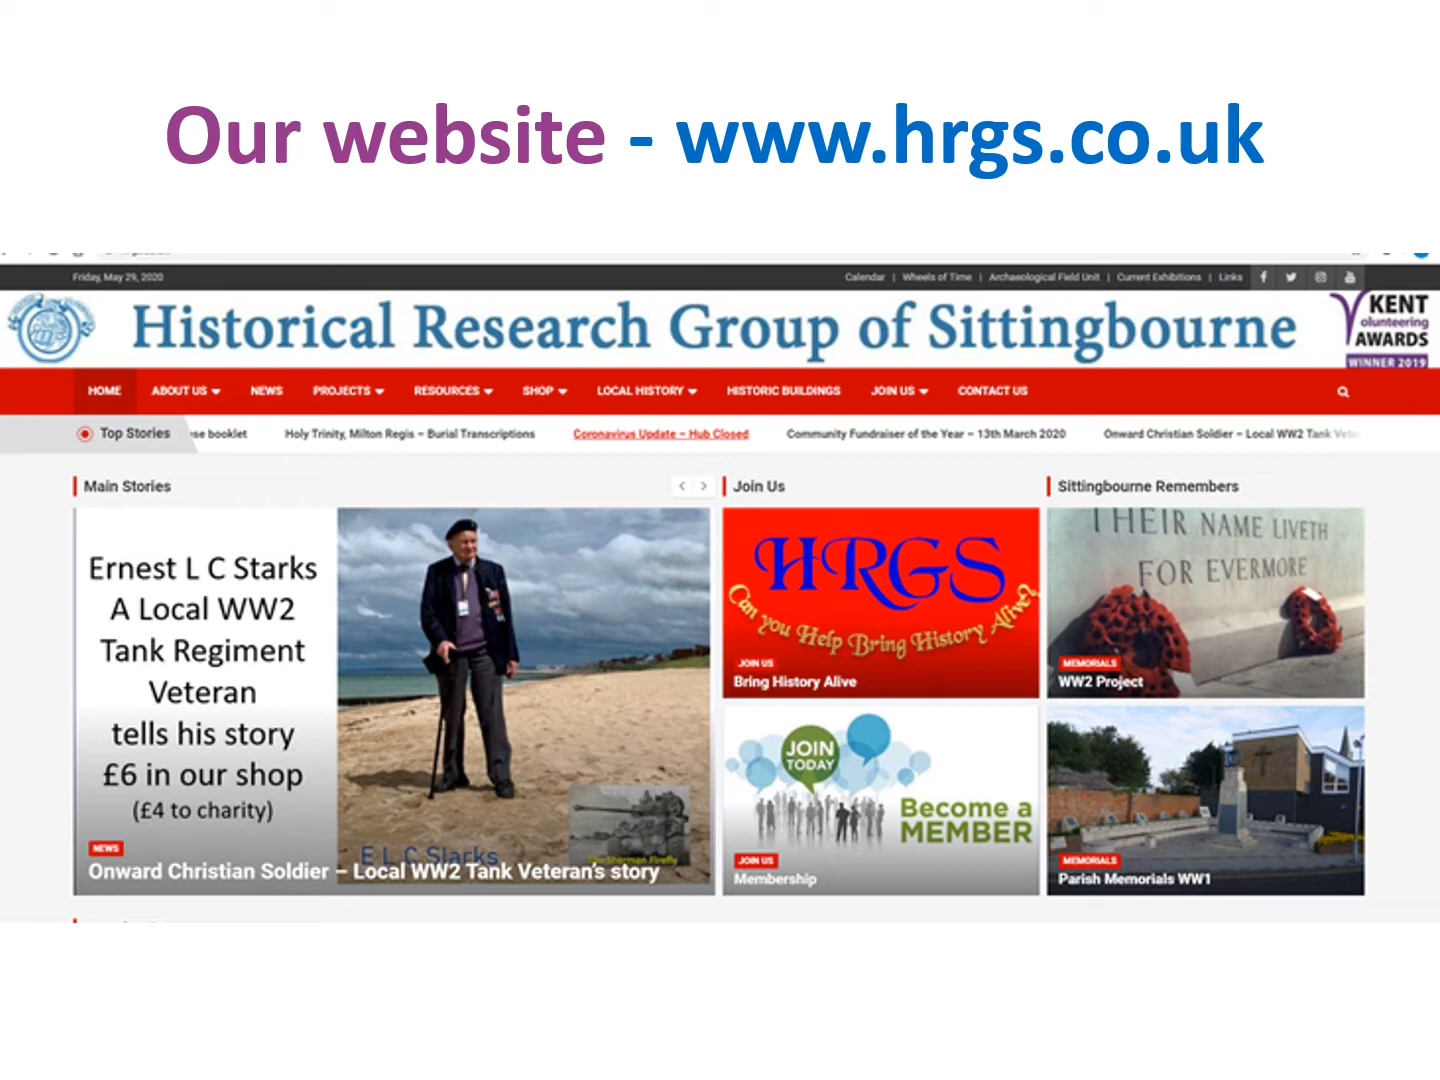 Our website - www.hrgs.co.uk
Friday, May 29, 2020
Calendar | Wheels of Time | Archaeological Field Unit | Current Exhibitions | Links
Historical Research Group of Sittingbourne
KENT
olunteering
AWARDS
WINNER 2019
HOME ABOUT US NEWS PROJECTS RESOURCES SHOP LOCAL HISTORY HISTORIC BUILDINGS JOIN US CONTACT US
Top Stories booklet Holy Trinity, Milton Regis – Burial Transcriptions Coronavirus Update – Hub Closed Community Fundraiser of the Year – 13th March 2020 Onward Christian Soldier – Local WW2 Tank
Main Stories
Ernest L C Starks
A Local WW2
Tank Regiment
Veteran
tells his story
£6 in our shop
(£4 to charity)
E L C Starks
The Sherman Firefly
NEWS
Onward Christian Soldier – Local WW2 Tank Veteran's story
Join Us
HRGS
Can you Help Bring History Alive?
JOIN US
Bring History Alive
JOIN
TODAY
Become a
MEMBER
JOIN US
Membership
Sittingbourne Remembers
THEIR NAME LIVETH
FOR EVERMORE
MEMORIALS
WW2 Project
MEMORIALS
Parish Memorials WW1